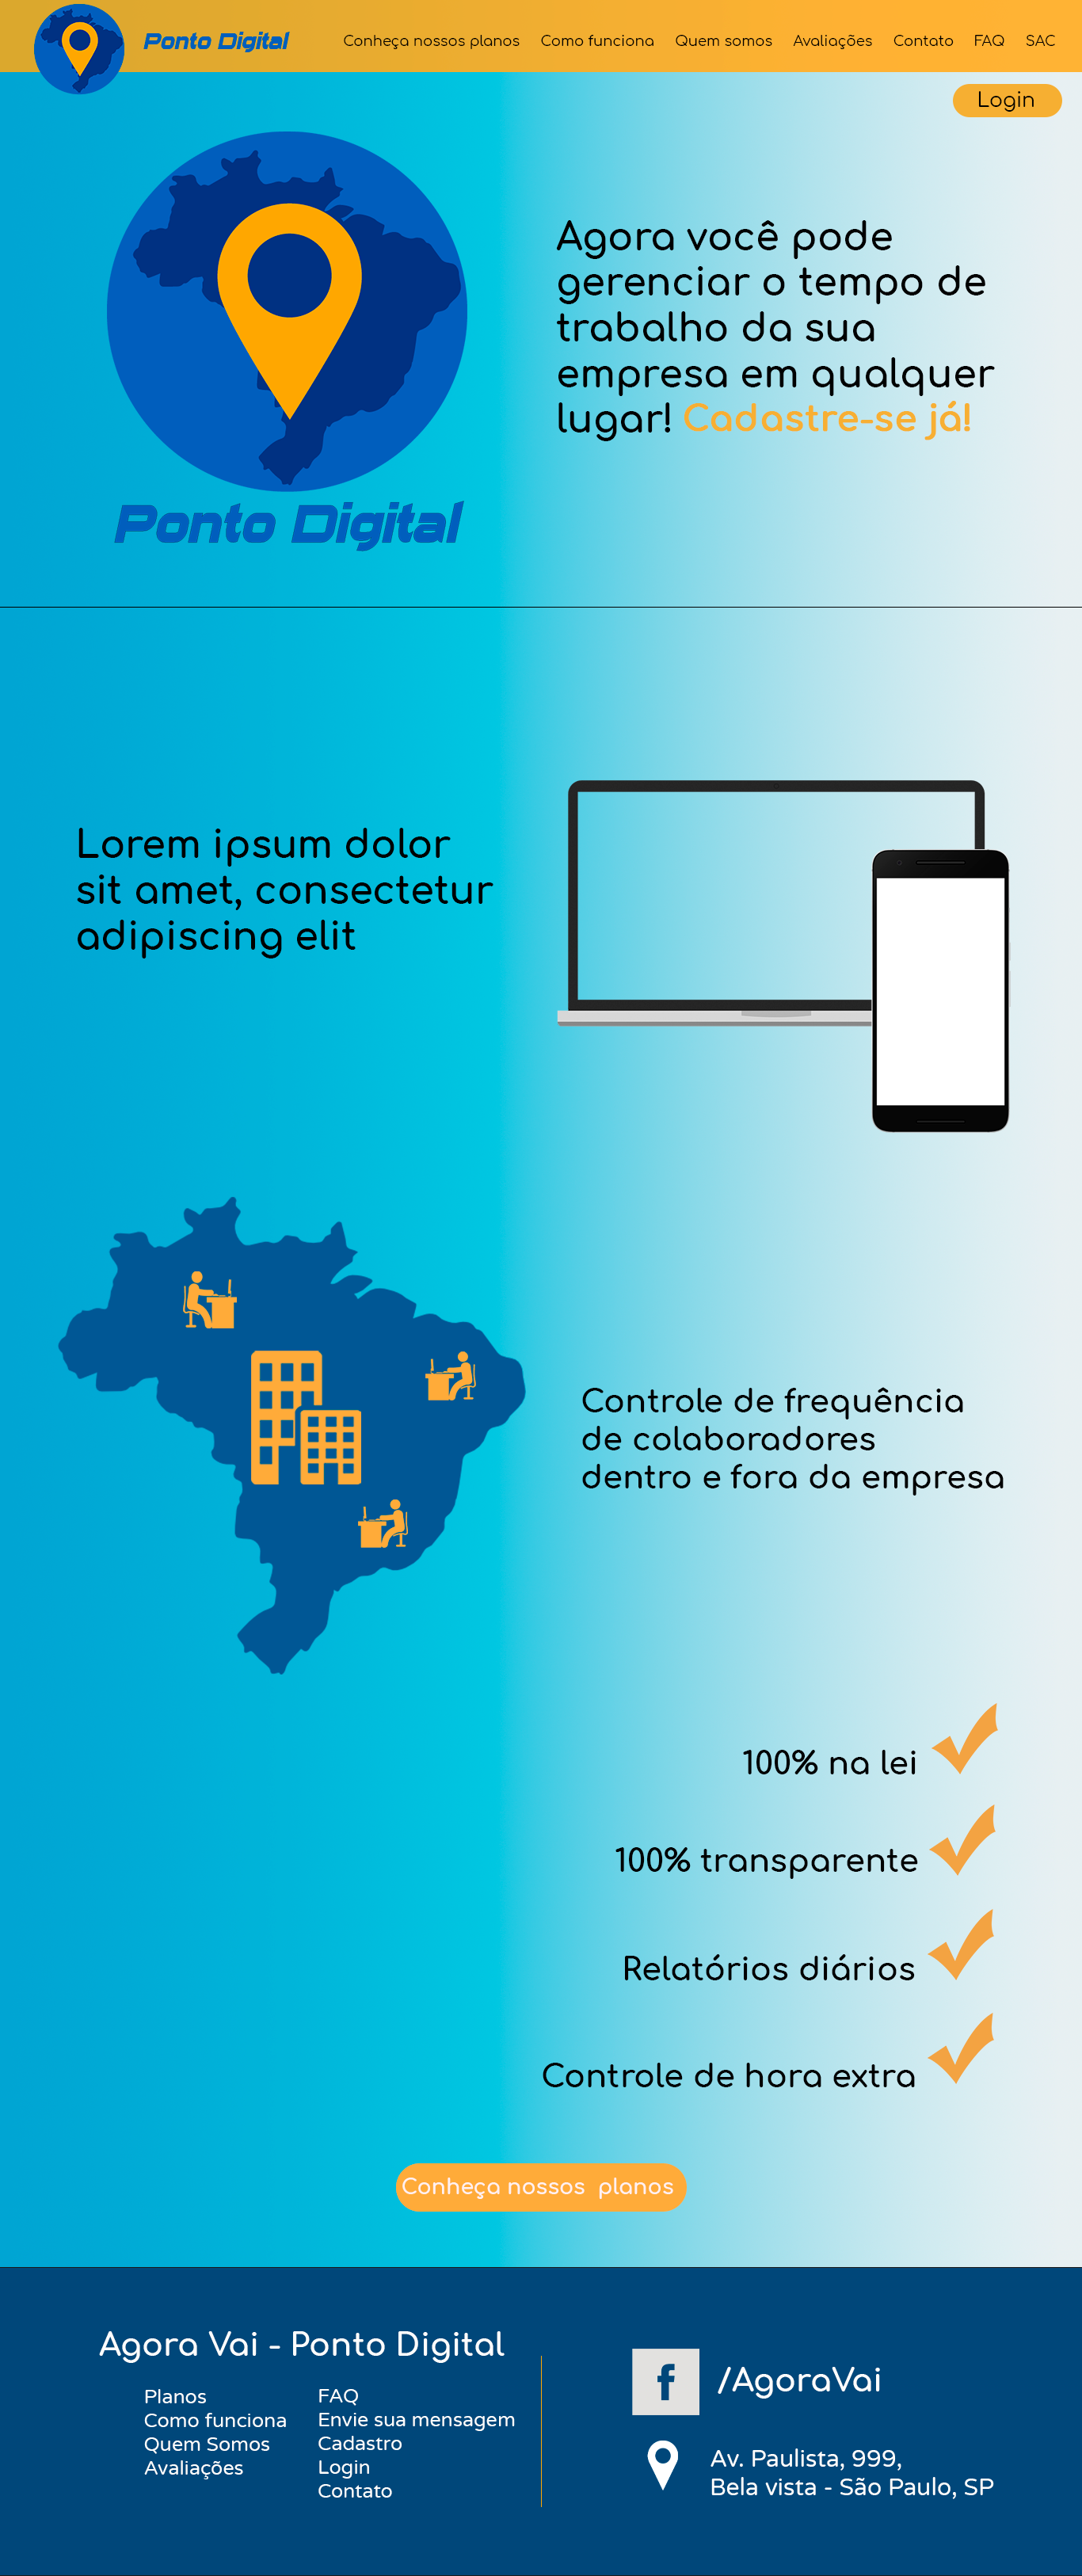 Ponto Digital
Conheça nossos planos Como funciona Quem somos Avaliações Contato FAQ SAC
Login
Agora você pode
gerenciar o tempo de
trabalho da sua
empresa em qualquer
lugar! Cadastre-se já!
Ponto Digital
Lorem ipsum dolor
sit amet, consectetur
adipiscing elit
Controle de frequência
de colaboradores
dentro e fora da empresa
100% na lei
100% transparente
Relatórios diários
Controle de hora extra
Conheça nossos planos
Agora Vai - Ponto Digital
Planos
Como funciona
Quem Somos
Avaliações
FAQ
Envie sua mensagem
Cadastro
Login
Contato
f
/AgoraVai
Av. Paulista, 999,
Bela vista - São Paulo, SP